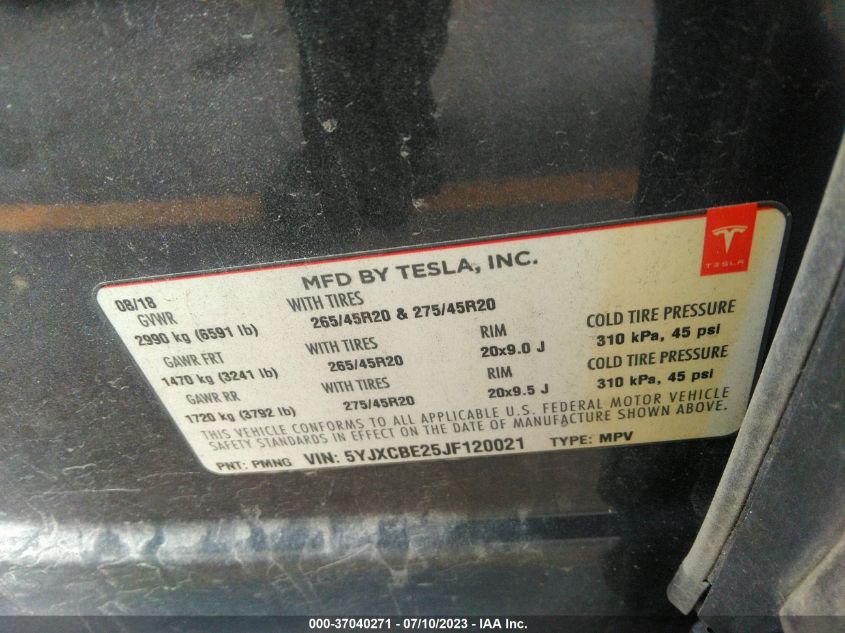 MFD BY TESLA, INC.
TESLA
08/18
GVWR WITH TIRES
2990 kg (6591 lb) 265/45R20 & 275/45R20
GAWR FRT WITH TIRES RIM COLD TIRE PRESSURE
1470 kg (3241 lb) 265/45R20 20x9.0 J 310 kPa, 45 psi
GAWR RR WITH TIRES RIM COLD TIRE PRESSURE
1720 kg (3792 lb) 275/45R20 20x9.5 J 310 kPa, 45 psi
THIS VEHICLE CONFORMS TO ALL APPLICABLE U.S. FEDERAL MOTOR VEHICLE
SAFETY STANDARDS IN EFFECT ON THE DATE OF MANUFACTURE SHOWN ABOVE.
PNT: PMNG VIN: 5YJXCBE25JF120021 TYPE: MPV
000-37040271 - 07/10/2023 - IAA Inc.